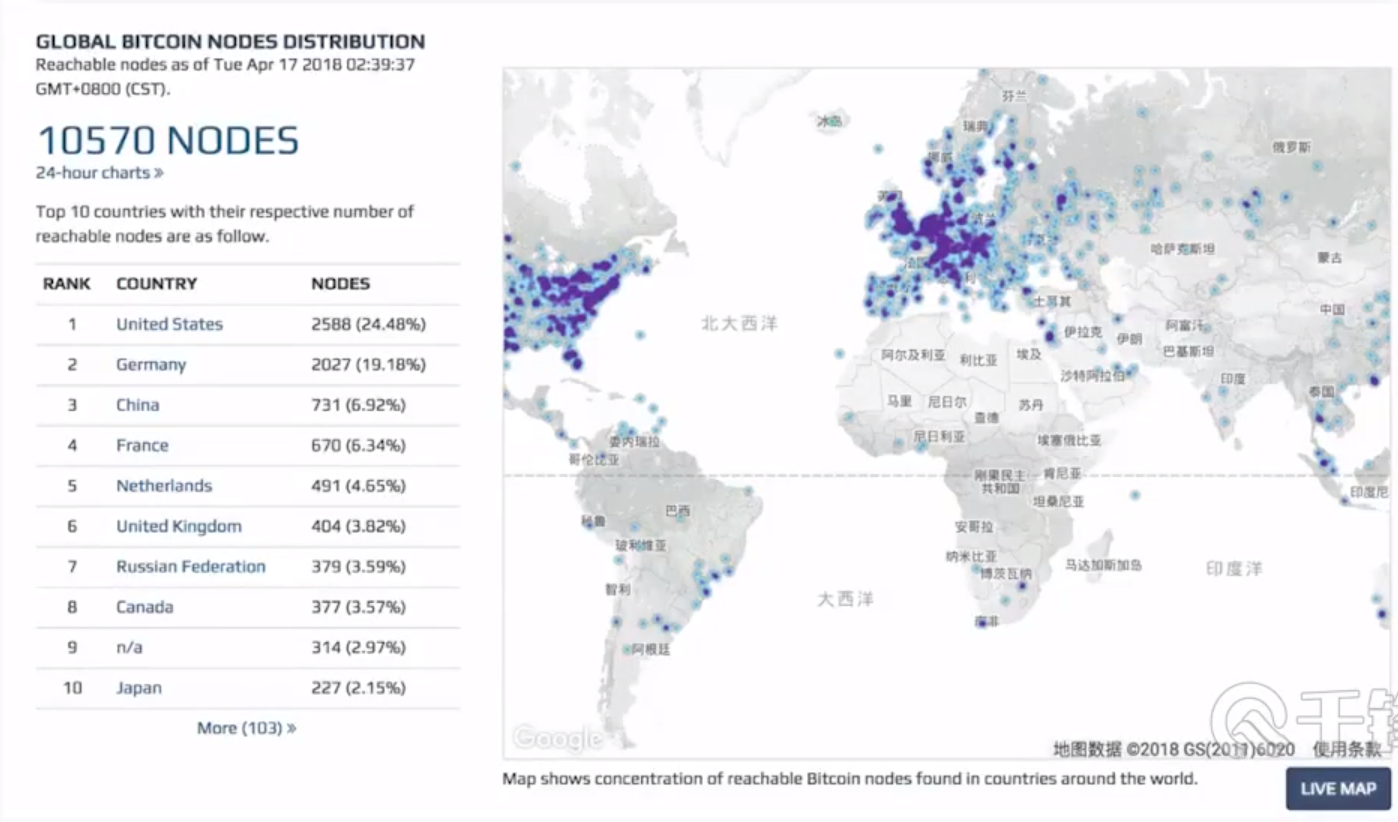 GLOBAL BITCOIN NODES DISTRIBUTION
Reachable nodes as of Tue Apr 17 2018 02:39:37
GMT+0800 (CST).
10570 NODES
24-hour charts »
Top 10 countries with their respective number of
reachable nodes are as follow.
RANK COUNTRY NODES
1 United States 2588 (24.48%)
2 Germany 2027 (19.18%)
3 China 731 (6.92%)
4 France 670 (6.34%)
5 Netherlands 491 (4.65%)
6 United Kingdom 404 (3.82%)
7 Russian Federation 379 (3.59%)
8 Canada 377 (3.57%)
9 n/a 314 (2.97%)
10 Japan 227 (2.15%)
More (103) »
芬兰
冰岛
瑞典
俄罗斯
挪威
英国
波兰
哈萨克斯坦
蒙古
土耳其
中国
北大西洋
伊拉克
伊朗
阿富汗
巴基斯坦
阿尔及利亚
利比亚
埃及
沙特阿拉伯
印度
泰国
马里
尼日尔
苏丹
乍得
尼日利亚
埃塞俄比亚
委内瑞拉
哥伦比亚
刚果民主
共和国
肯尼亚
印度尼
坦桑尼亚
秘鲁
巴西
安哥拉
玻利维亚
纳米比亚
博茨瓦纳
马达加斯加岛
印度洋
智利
大西洋
南非
阿根廷
千锋
Google
地图数据 ©2018 GS(2011)6020 使用条款
Map shows concentration of reachable Bitcoin nodes found in countries around the world.
LIVE MAP